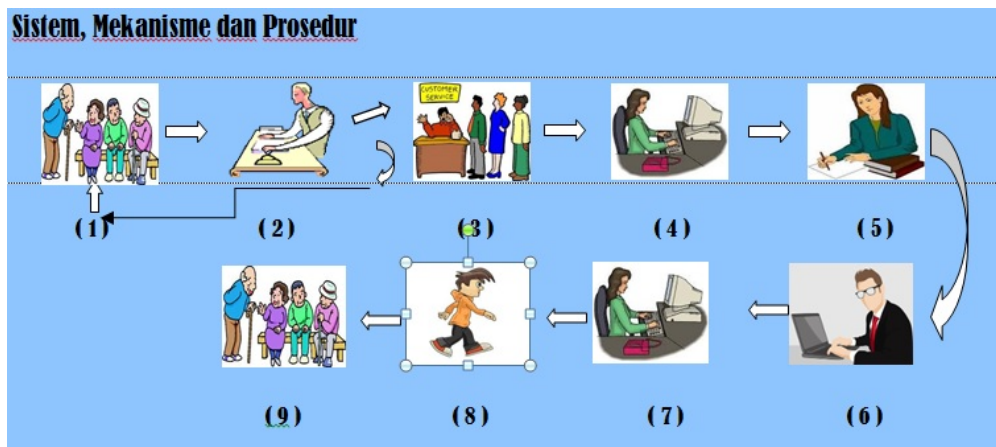 Sistem, Mekanisme dan Prosedur
CUSTOMER
SERVICE
( 1 ) ( 2 ) ( 3 ) ( 4 ) ( 5 )
( 9 ) ( 8 ) ( 7 ) ( 6 )